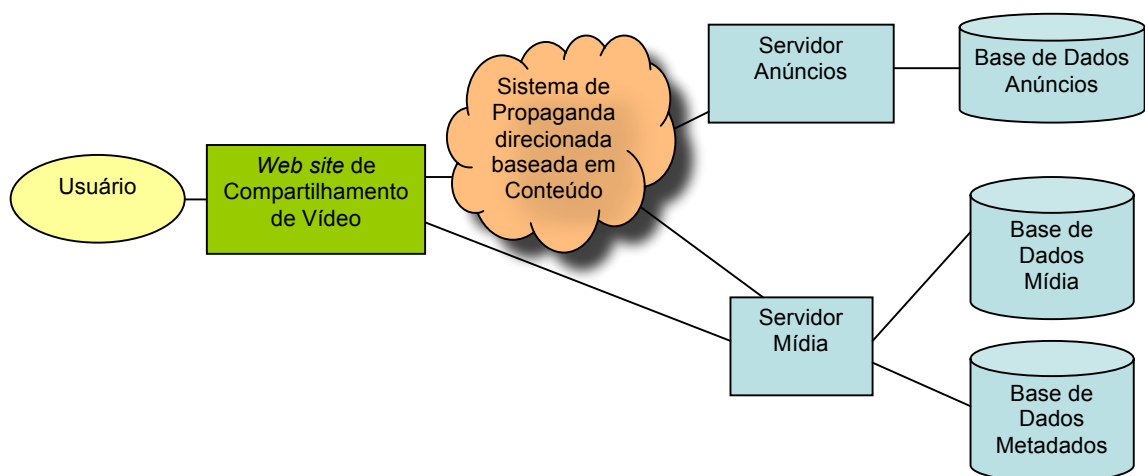 Usuário
Web site de
Compartilhamento
de Vídeo
Sistema de
Propaganda
direcionada
baseada em
Conteúdo
Servidor
Anúncios
Base de Dados
Anúncios
Servidor
Mídia
Base de
Dados
Mídia
Base de
Dados
Metadados